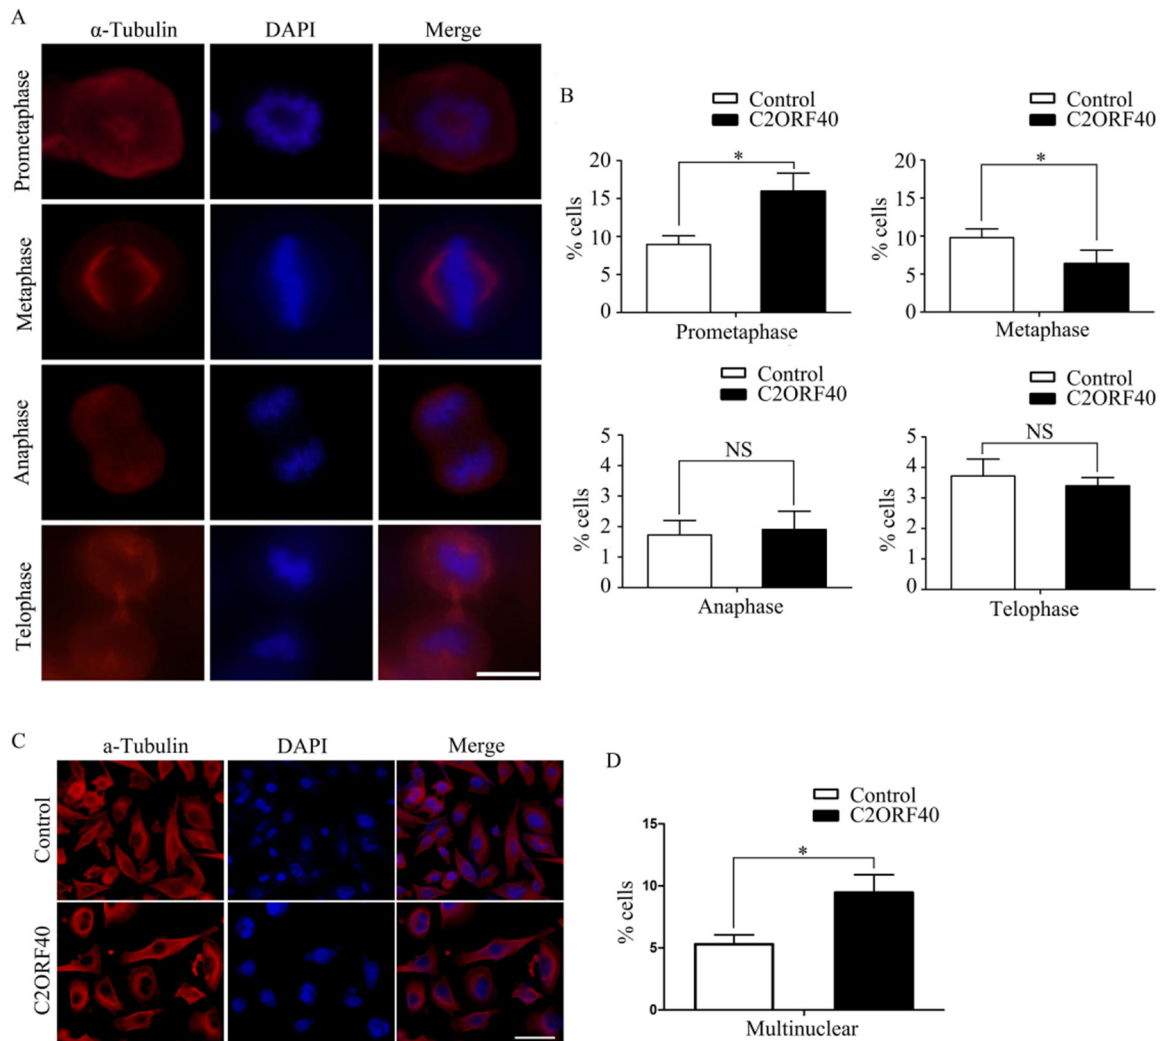 A
α-Tubulin DAPI Merge
Prometaphase
Metaphase
Anaphase
Telophase
B
Control
C2ORF40
20
15
10
5
0
% cells
*
Prometaphase
Control
C2ORF40
20
15
10
5
0
% cells
*
Metaphase
Control
C2ORF40
5
4
3
2
1
0
% cells
NS
Anaphase
Control
C2ORF40
5
4
3
2
1
0
% cells
NS
Telophase
C
a-Tubulin DAPI Merge
Control
C2ORF40
D
Control
C2ORF40
15
10
5
0
% cells
*
Multinuclear